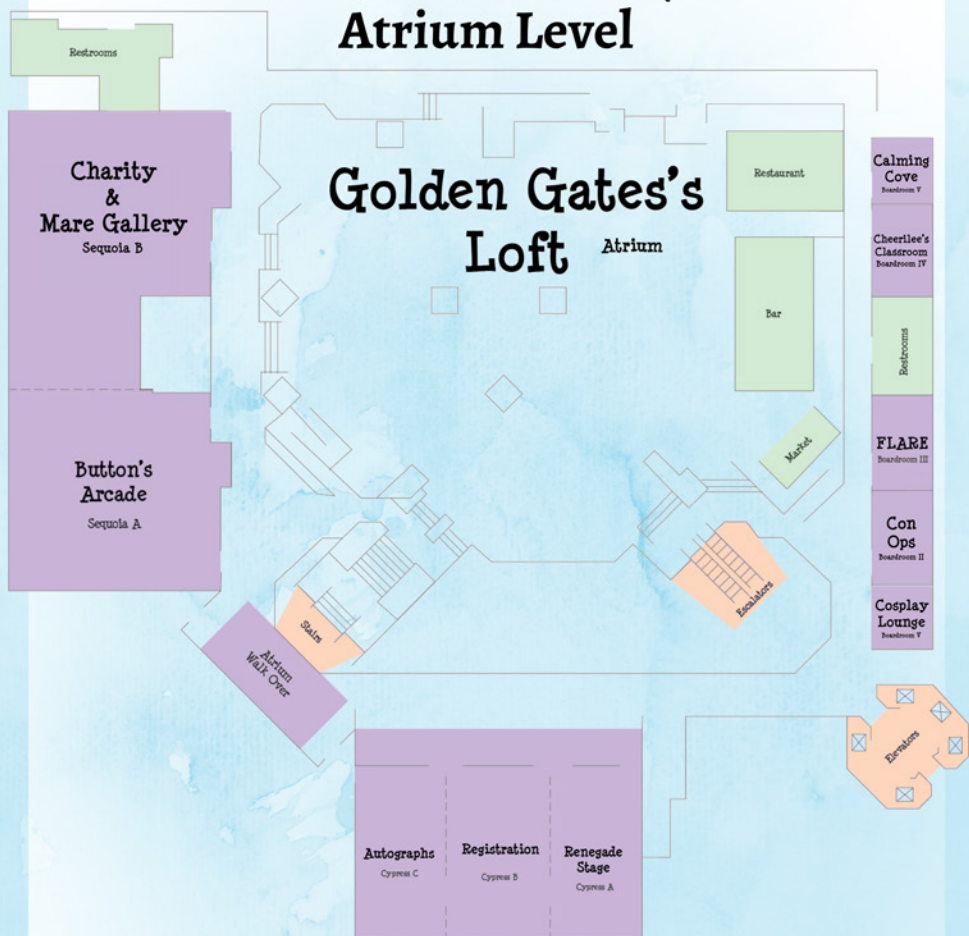 Atrium Level
Restrooms
Charity
&
Mare Gallery
Sequoia B
Golden Gates's
Loft
Atrium
Restaurant
Bar
Market
Calming
Cove
Boardroom V
Cheerilee's
Classroom
Boardroom IV
Restrooms
FLARE
Boardroom III
Con
Ops
Boardroom II
Cosplay
Lounge
Boardroom V
Button's
Arcade
Sequoia A
Stairs
Escalators
Atrium
Walk Over
Elevators
Autographs
Cypress C
Registration
Cypress B
Renegade
Stage
Cypress A